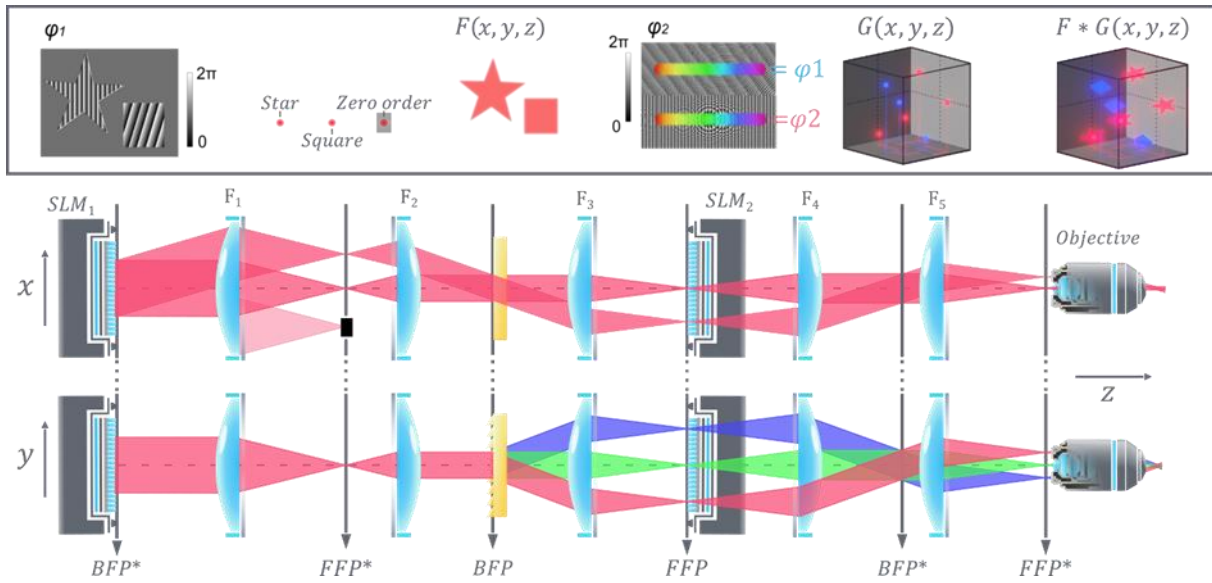 φ1
F(x, y, z)
φ2
G(x, y, z)
F * G(x, y, z)
2π
0
Star
Zero order
Square
2π
0
= φ1
=φ2
SLM1
F1
F2
F3
SLM2
F4
F5
Objective
x
z
y
BFP*
FFP*
BFP
FFP
BFP*
FFP*